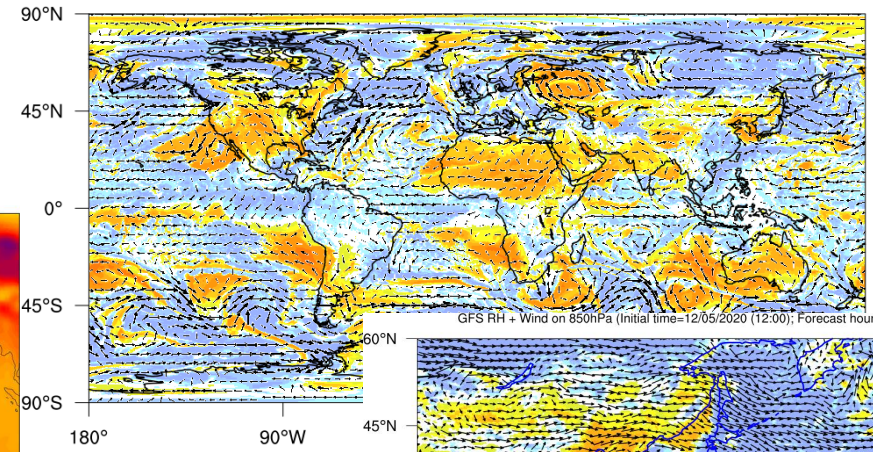 90°N
45°N
0°
45°S
90°S
180°
90°W
GFS RH + Wind on 850hPa (Initial time=12/05/2020 (12:00); Forecast hour
60°N
45°N